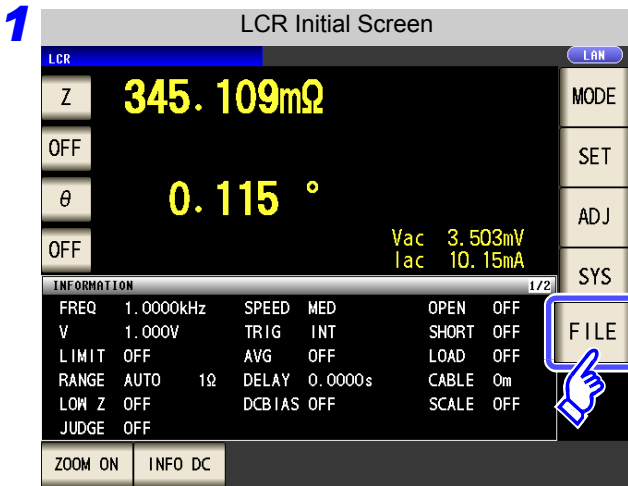 1
LCR Initial Screen
LCR
LAN
Z
345.109mΩ
MODE
OFF
SET
θ
0.115 °
ADJ
OFF
Vac 3.503mV
Iac 10.15mA
SYS
INFORMATION 1/2
FREQ 1.0000kHz SPEED MED OPEN OFF
V 1.000V TRIG INT SHORT OFF
LIMIT OFF AVG OFF LOAD OFF
RANGE AUTO 1Ω DELAY 0.0000s CABLE 0m
LOW Z OFF DCBIAS OFF SCALE OFF
JUDGE OFF
FILE
ZOOM ON INFO DC